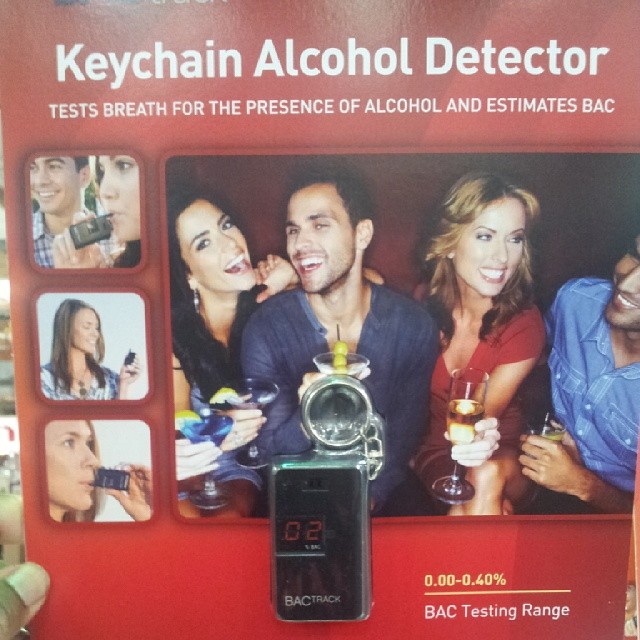 Keychain Alcohol Detector
TESTS BREATH FOR THE PRESENCE OF ALCOHOL AND ESTIMATES BAC
02
% BAC
BACTRACK
0.00-0.40%
BAC Testing Range